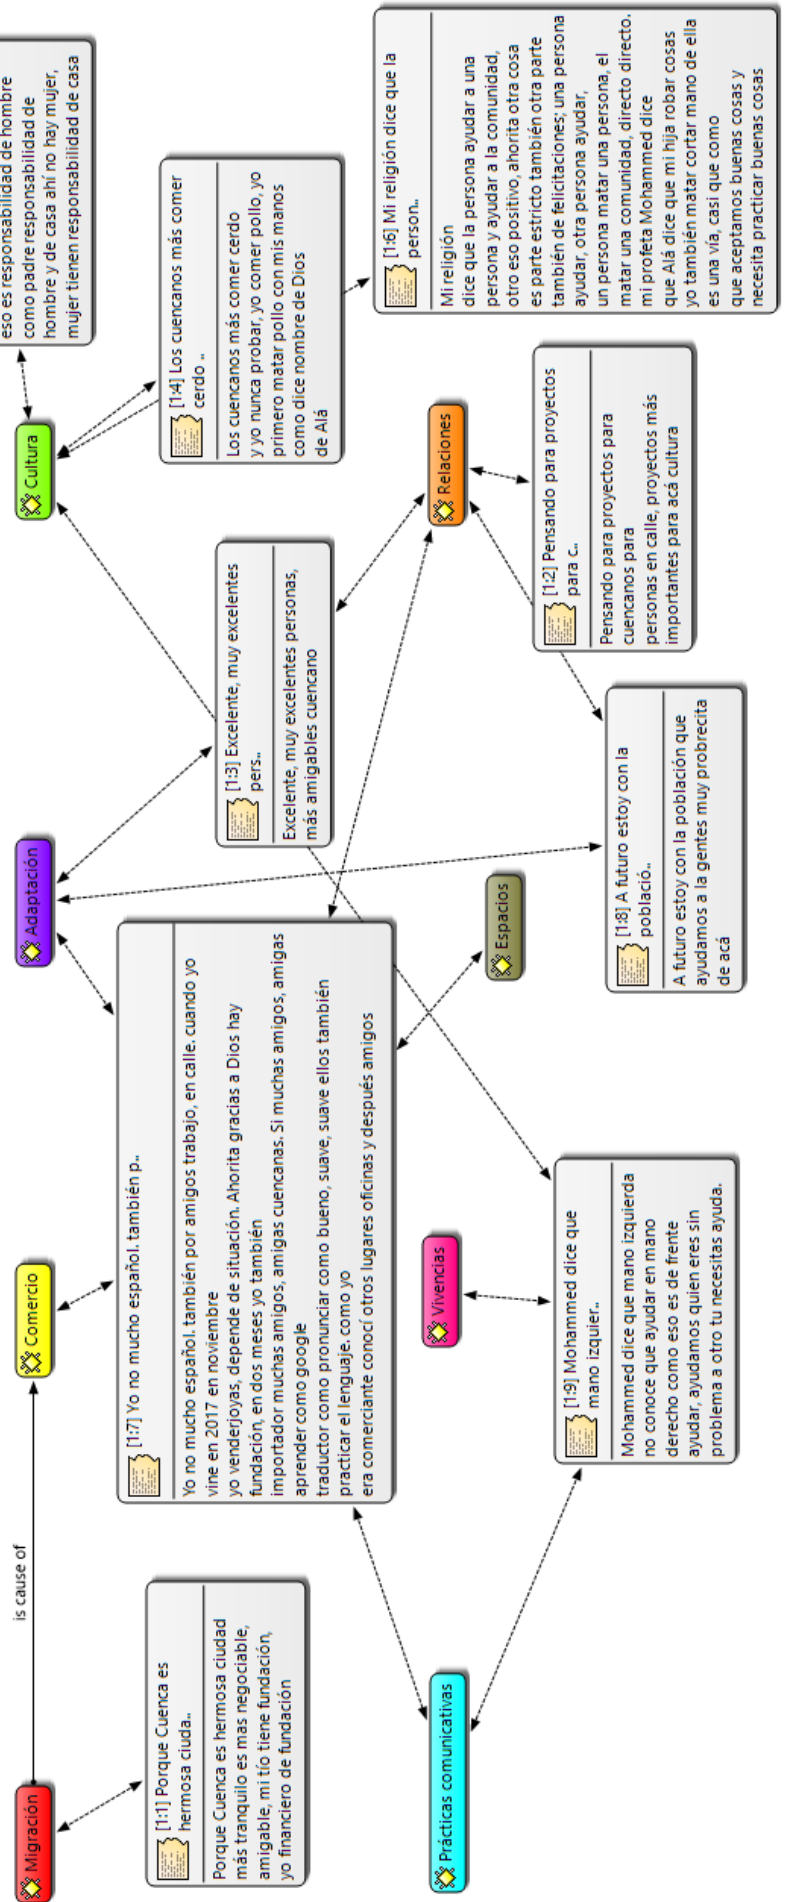 Migración
is cause of
Comercio
Adaptación
Cultura
[1:1] Porque Cuenca es
hermosa ciuda..
Porque Cuenca es hermosa ciudad
más tranquilo es mas negociable,
amigable, mi tío tiene fundación,
yo financiero de fundación
[1:7] Yo no mucho español. también p..
Yo no mucho español. también por amigos trabajo, en calle. cuando yo
vine en 2017 en noviembre
yo venderjoyas, depende de situación. Ahorita gracias a Dios hay
fundación, en dos meses yo también
importador muchas amigos, amigas cuencanas. Si muchas amigos, amigas
aprender como google
traductor como pronunciar como bueno, suave, suave ellos también
practicar el lenguaje. como yo
era comerciante conocí otros lugares oficinas y después amigos
[1:3] Excelente, muy excelentes
pers..
Excelente, muy excelentes personas,
más amigables cuencano
eso es responsabilidad de hombre
como padre responsabilidad de
hombre y de casa ahí no hay mujer,
mujer tienen responsabilidad de casa
[1:4] Los cuencanos más comer
cerdo ..
Los cuencanos más comer cerdo
y yo nunca probar, yo comer pollo, yo
primero matar pollo con mis manos
como dice nombre de Dios
de Alá
[1:6] Mi religión dice que la
person..
Mi religión
dice que la persona ayudar a una
persona y ayudar a la comunidad,
otro eso positivo, ahorita otra cosa
es parte estricto también otra parte
también de felicitaciones; una persona
ayudar, otra persona ayudar,
un persona matar una persona, el
matar una comunidad, directo directo.
mi profeta Mohammed dice
que Alá dice que mi hija robar cosas
yo también matar cortar mano de ella
es una vía, casi que como
que aceptamos buenas cosas y
necesita practicar buenas cosas
Prácticas comunicativas
Vivencias
Espacios
Relaciones
[1:9] Mohammed dice que
mano izquier..
Mohammed dice que mano izquierda
no conoce que ayudar en mano
derecho como eso es de frente
ayudar, ayudamos quien eres sin
problema a otro tu necesitas ayuda.
[1:8] A futuro estoy con la
població..
A futuro estoy con la población que
ayudamos a la gentes muy probrecita
de acá
[1:2] Pensando para proyectos
para c..
Pensando para proyectos para
cuencanos para
personas en calle, proyectos más
importantes para acá cultura